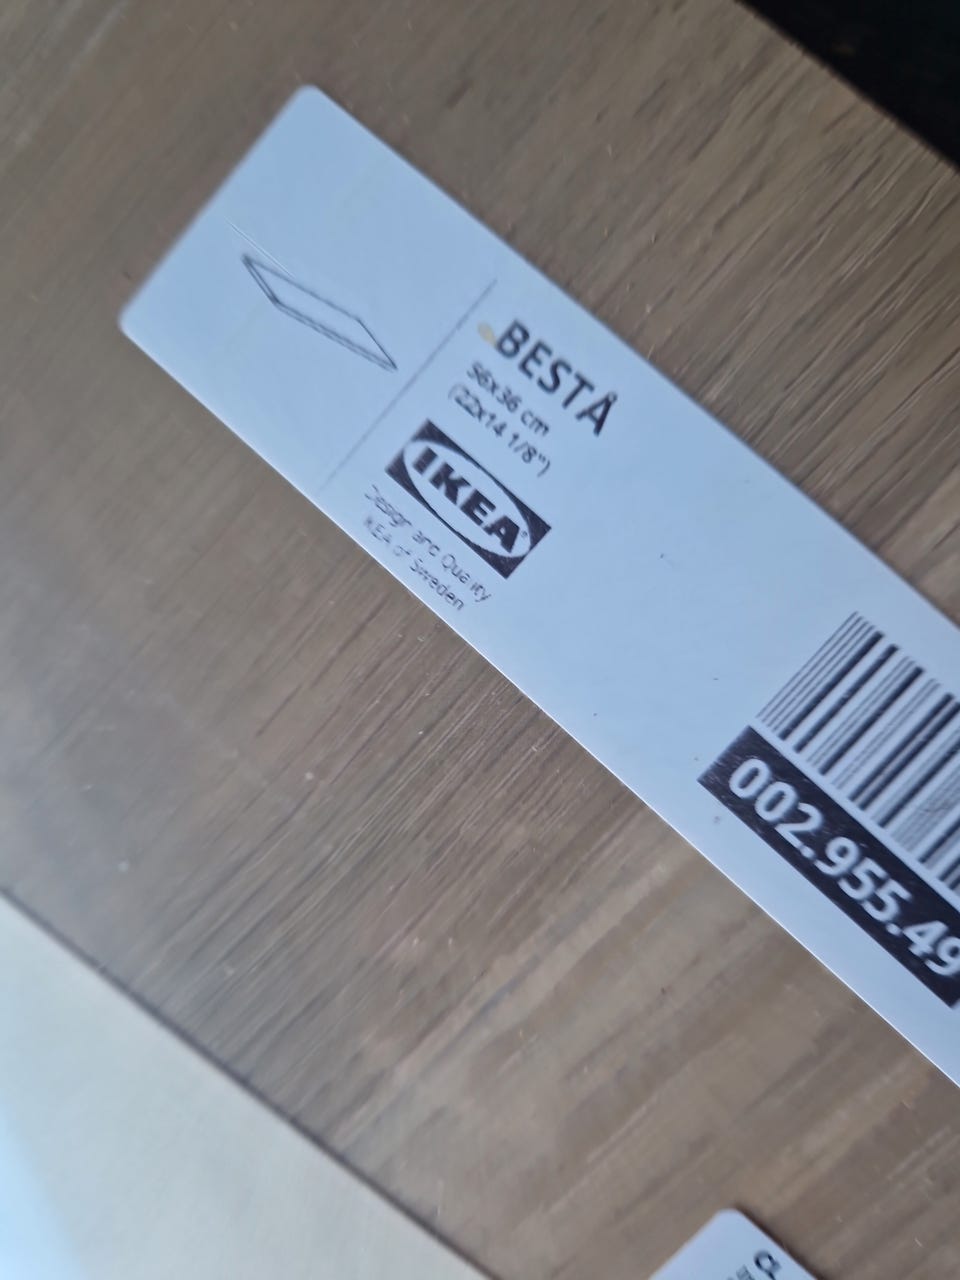 BESTÅ
56x36 cm
(22x14 1/8")
IKEA®
Design and Quality
IKEA of Sweden
002.955.49